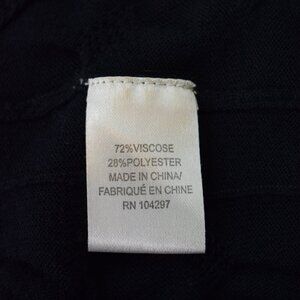 72%VISCOSE
28%POLYESTER
MADE IN CHINA/
FABRIQUÉ EN CHINE
RN 104297